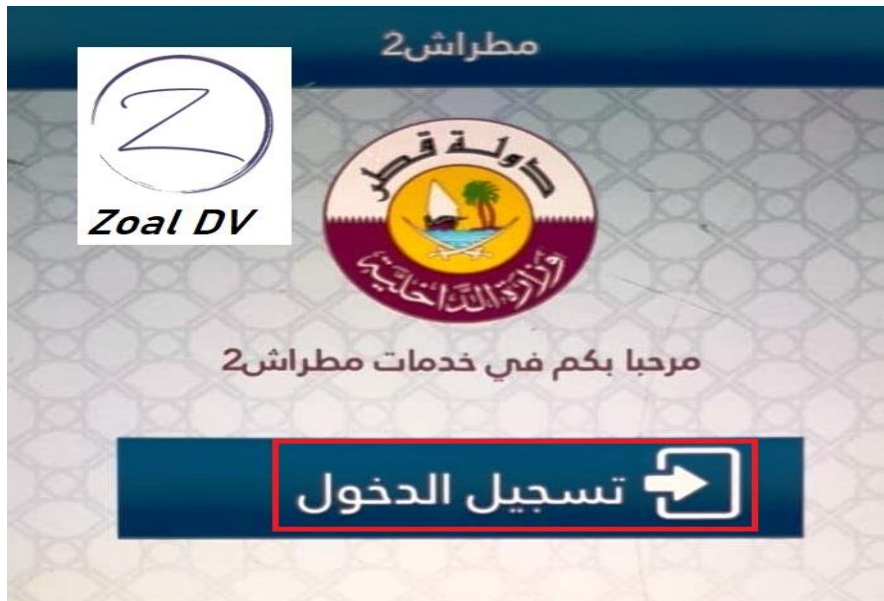 مطراش2
Zoal DV
دولة قطر
وزارة الداخلية
مرحبا بكم في خدمات مطراش2
تسجيل الدخول